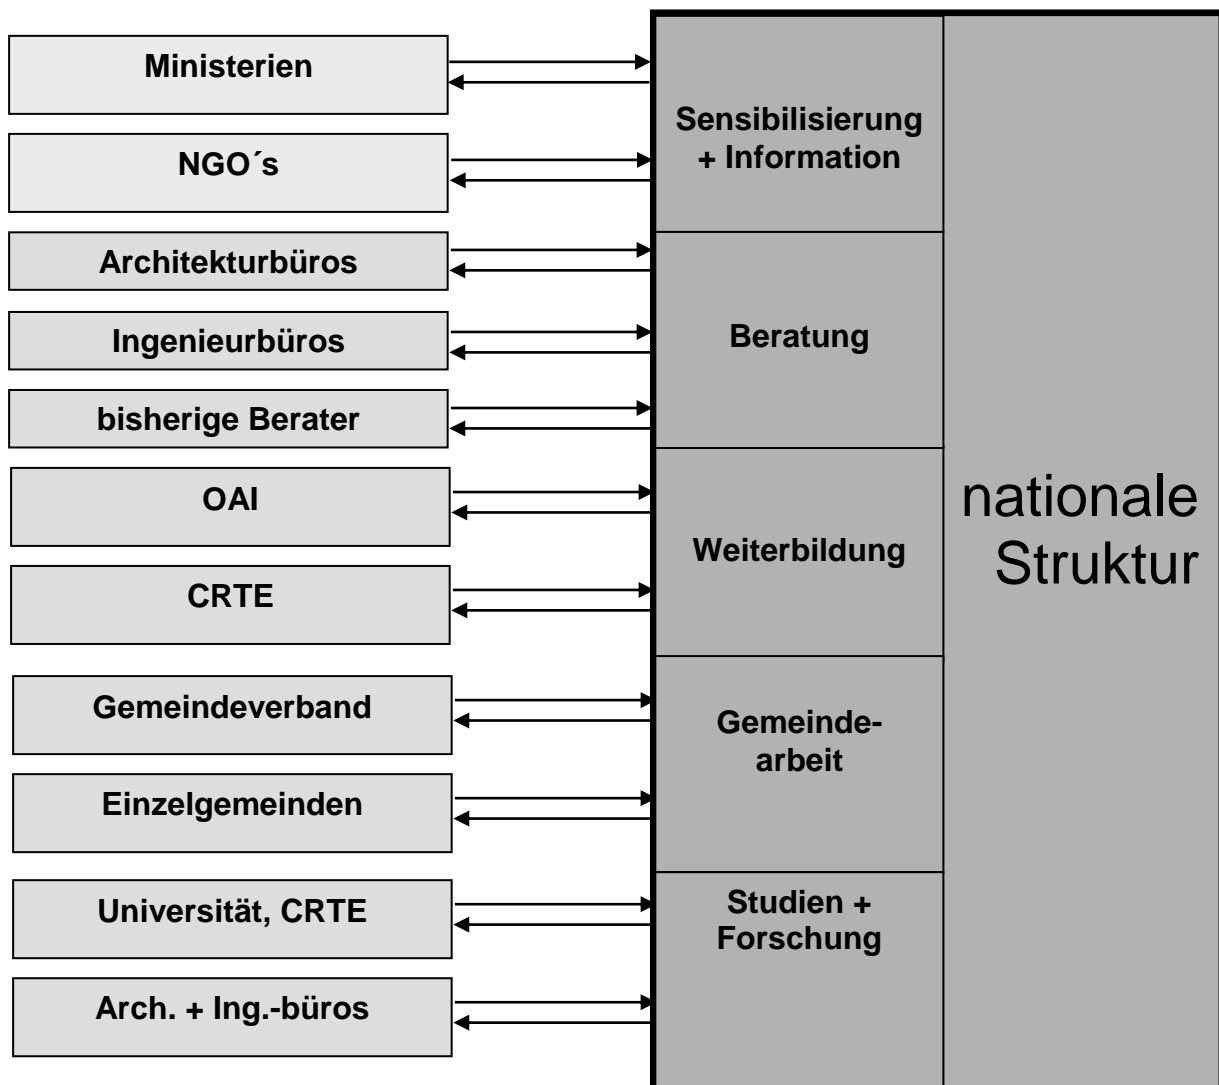 Ministerien
NGO´s
Architekturbüros
Ingenieurbüros
bisherige Berater
OAI
CRTE
Gemeindeverband
Einzelgemeinden
Universität, CRTE
Arch. + Ing.-büros
Sensibilisierung
+ Information
Beratung
Weiterbildung
Gemeinde-
arbeit
Studien +
Forschung
nationale
Struktur